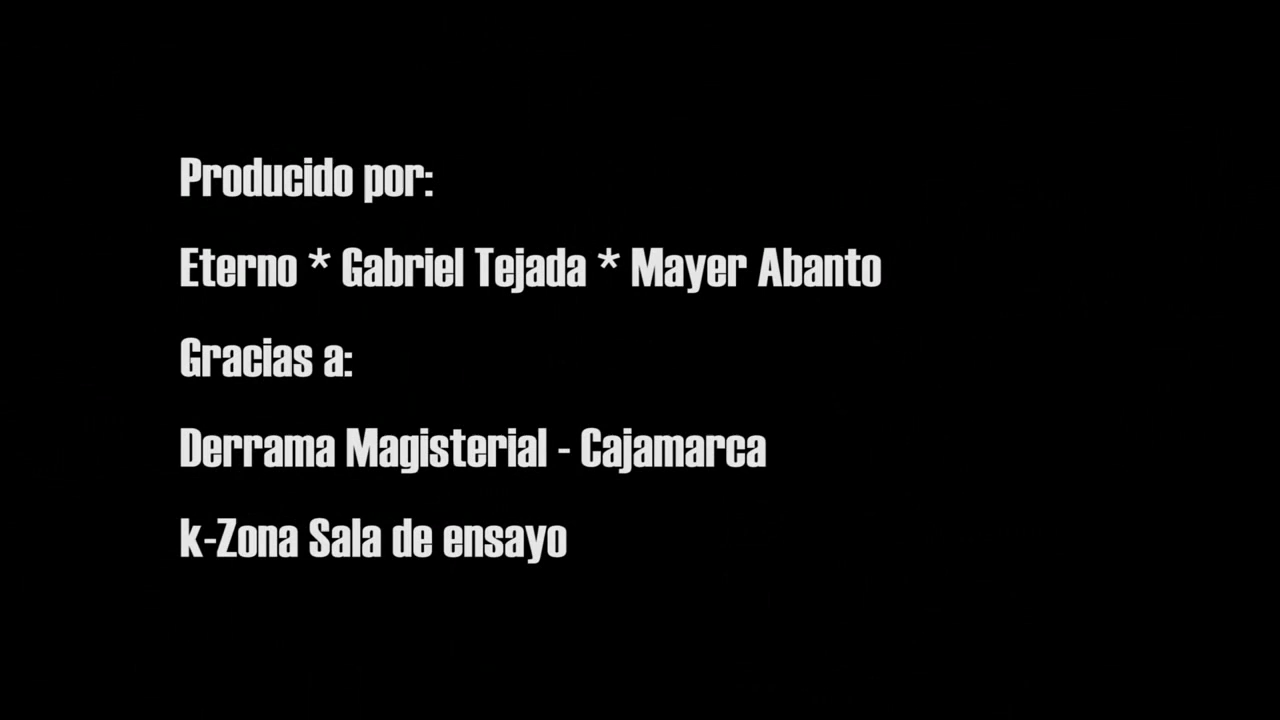 Producido por:
Eterno * Gabriel Tejada * Mayer Abanto
Gracias a:
Derrama Magisterial - Cajamarca
k-Zona Sala de ensayo